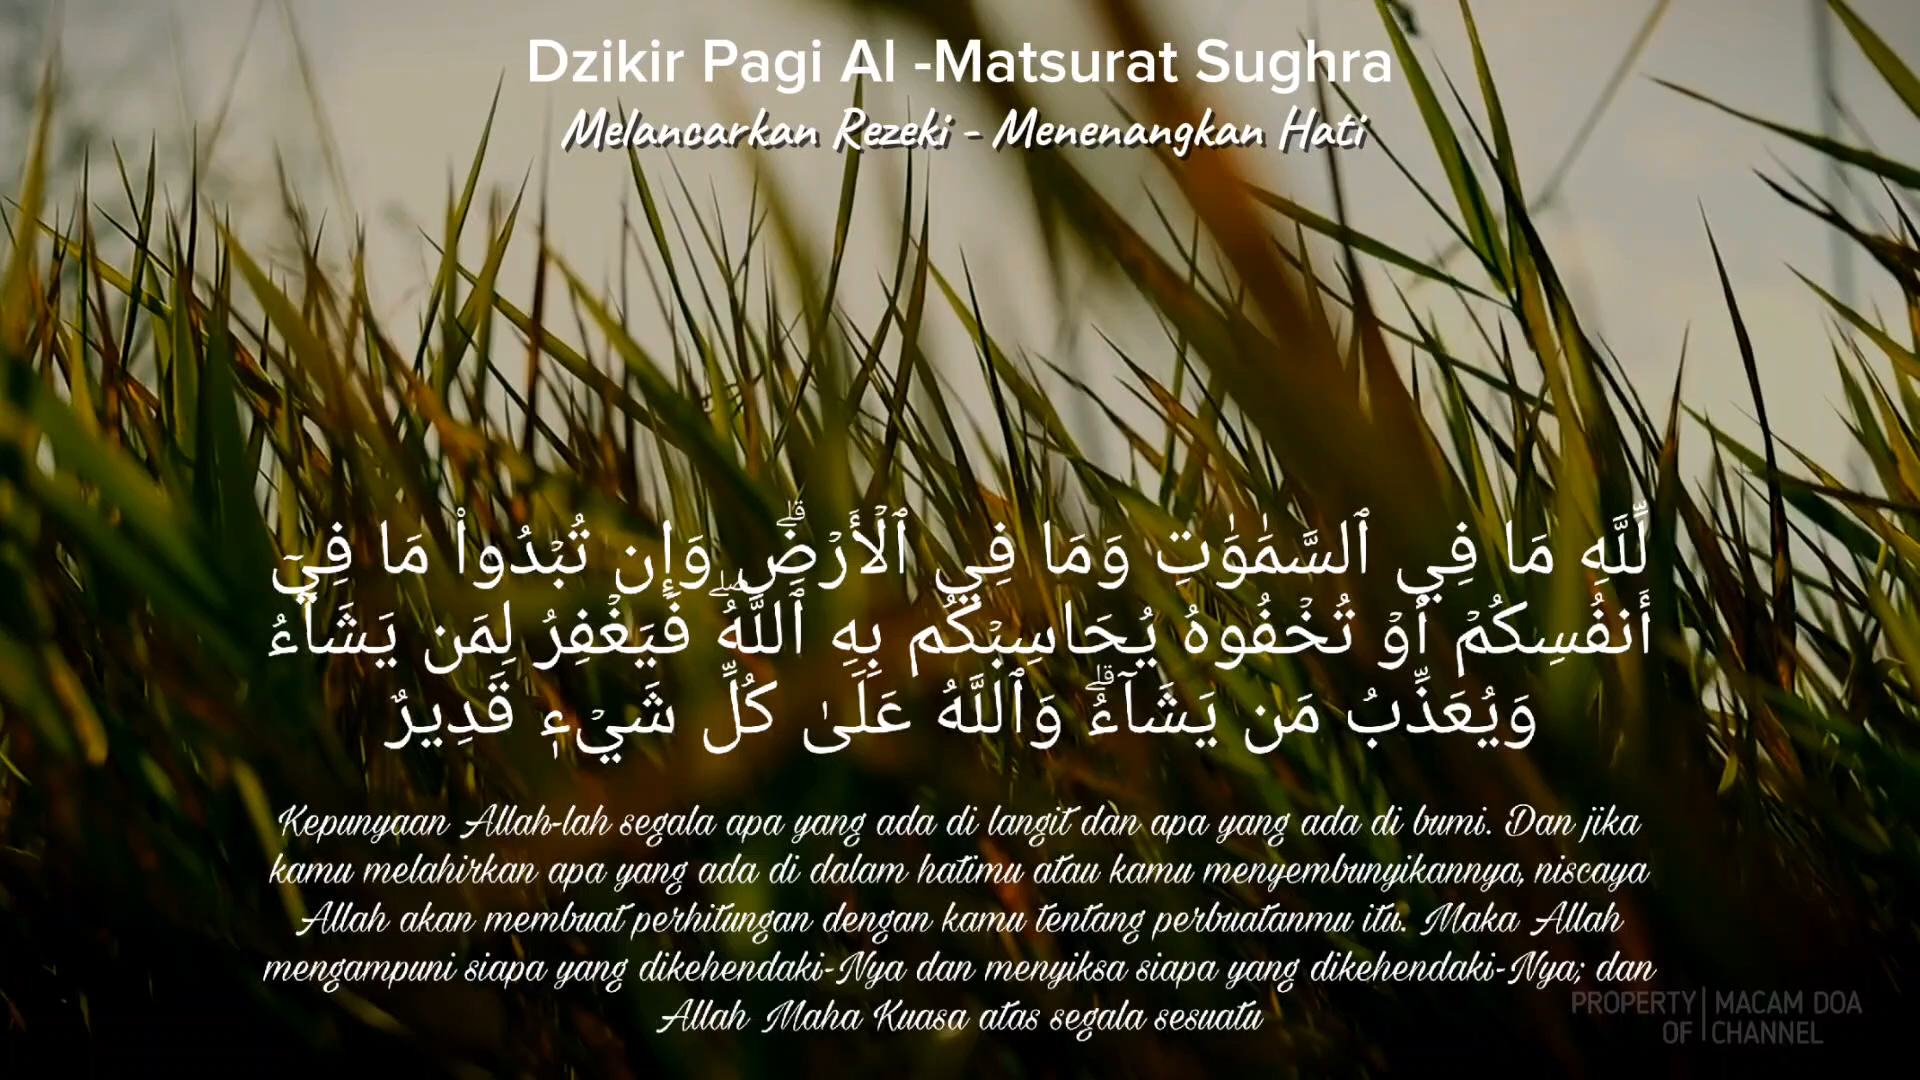 Dzikir Pagi Al -Matsurat Sughra
Melancarkan Rezeki - Menenangkan Hati
لِّلَّهِ مَا فِي ٱلسَّمَٰوَٰتِ وَمَا فِي ٱلۡأَرۡضِۗ وَإِن تُبۡدُواْ مَا فِيٓ
أَنفُسِكُمۡ أَوۡ تُخۡفُوهُ يُحَاسِبۡكُم بِهِ ٱللَّهُۖ فَيَغۡفِرُ لِمَن يَشَآءُ
وَيُعَذِّبُ مَن يَشَآءُۗ وَٱللَّهُ عَلَىٰ كُلِّ شَيۡءٖ قَدِيرٌ
Kepunyaan Allah-lah segala apa yang ada di langit dan apa yang ada di bumi. Dan jika
kamu melahirkan apa yang ada di dalam hatimu atau kamu menyembunyikannya, niscaya
Allah akan membuat perhitungan dengan kamu tentang perbuatanmu itu. Maka Allah
mengampuni siapa yang dikehendaki-Nya dan menyiksa siapa yang dikehendaki-Nya; dan
Allah Maha Kuasa atas segala sesuatu
PROPERTY OF | MACAM DOA CHANNEL